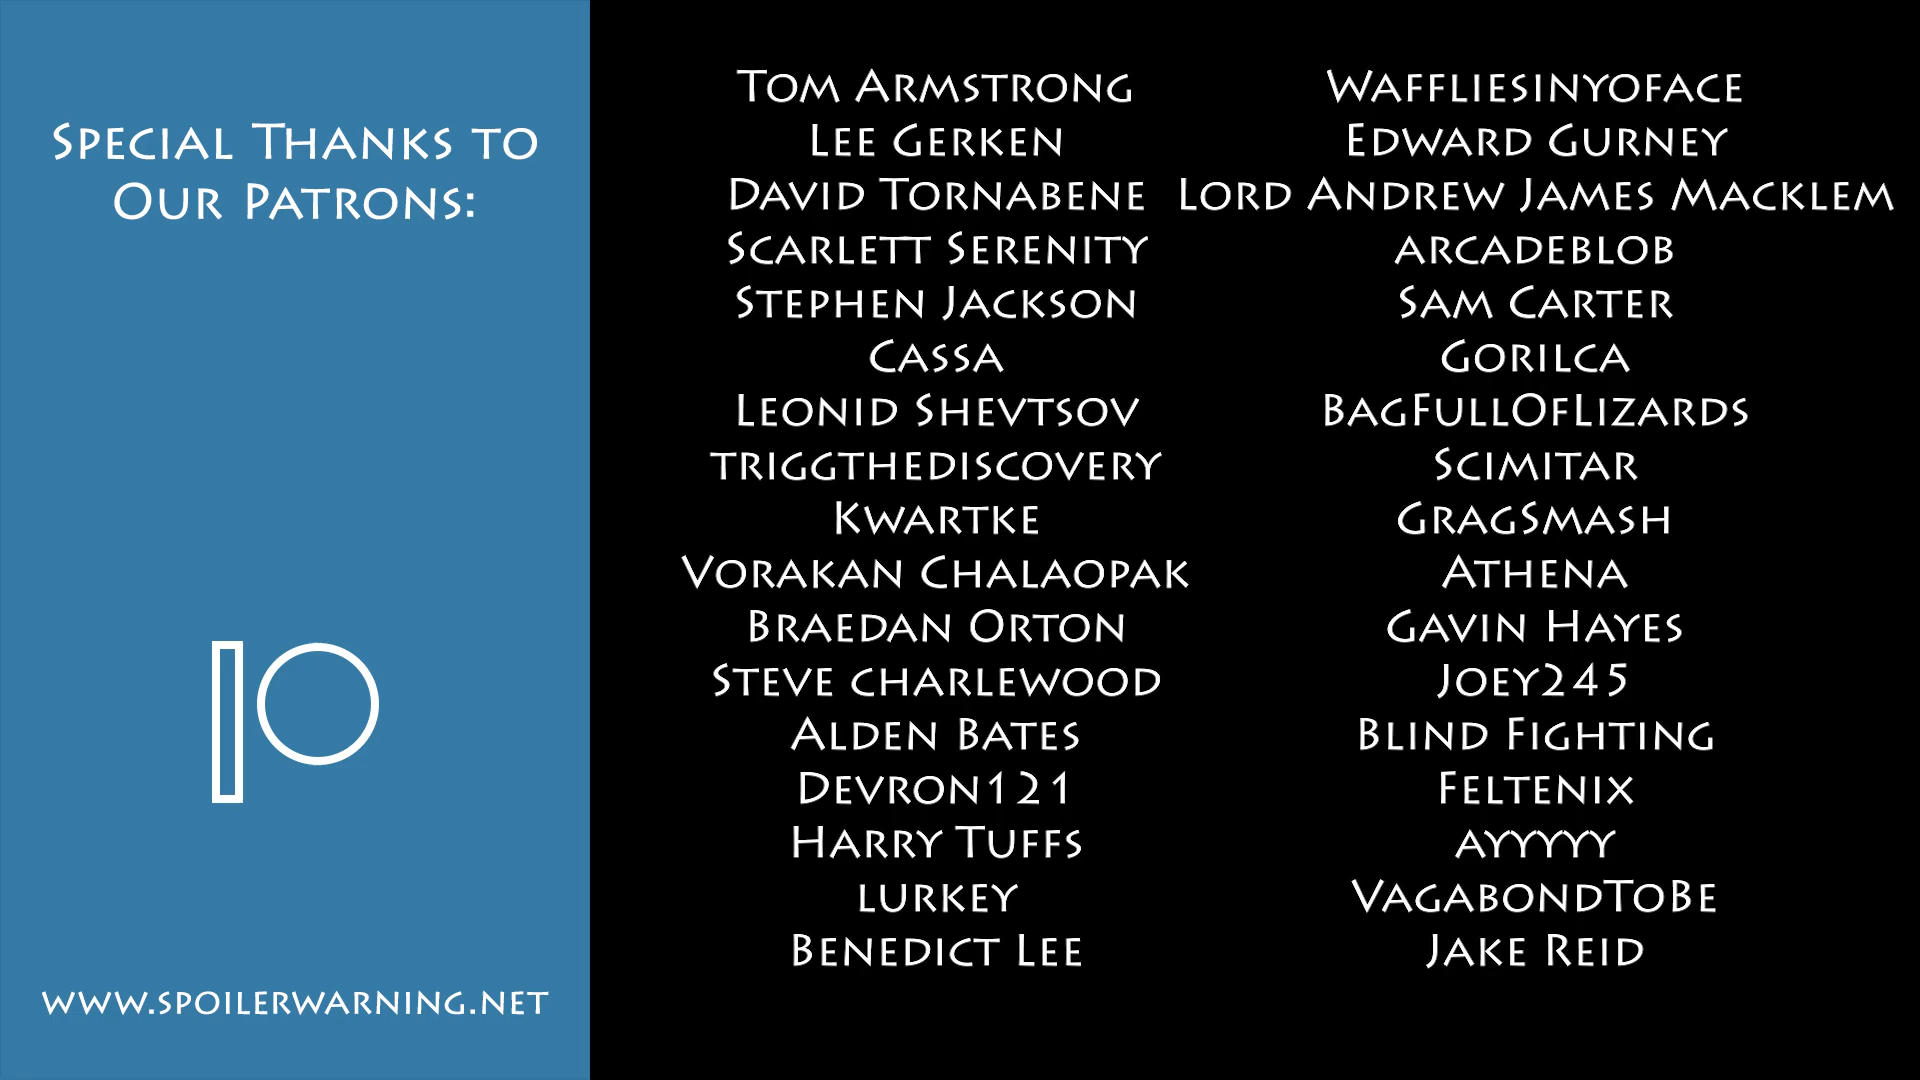 Special Thanks to
Our Patrons:
www.spoilerwarning.net
Tom Armstrong
Lee Gerken
David Tornabene
Scarlett Serenity
Stephen Jackson
Cassa
Leonid Shevtsov
triggthediscovery
Kwartke
Vorakan Chalaopak
Braedan Orton
Steve charlewood
Alden Bates
Devron121
Harry Tuffs
lurkey
Benedict Lee
Waffliesinyoface
Edward Gurney
Lord Andrew James Macklem
arcadeblob
Sam Carter
Gorilca
BagFullOfLizards
Scimitar
GragSmash
Athena
Gavin Hayes
Joey245
Blind Fighting
Feltenix
ayyyyy
VagabondToBe
Jake Reid